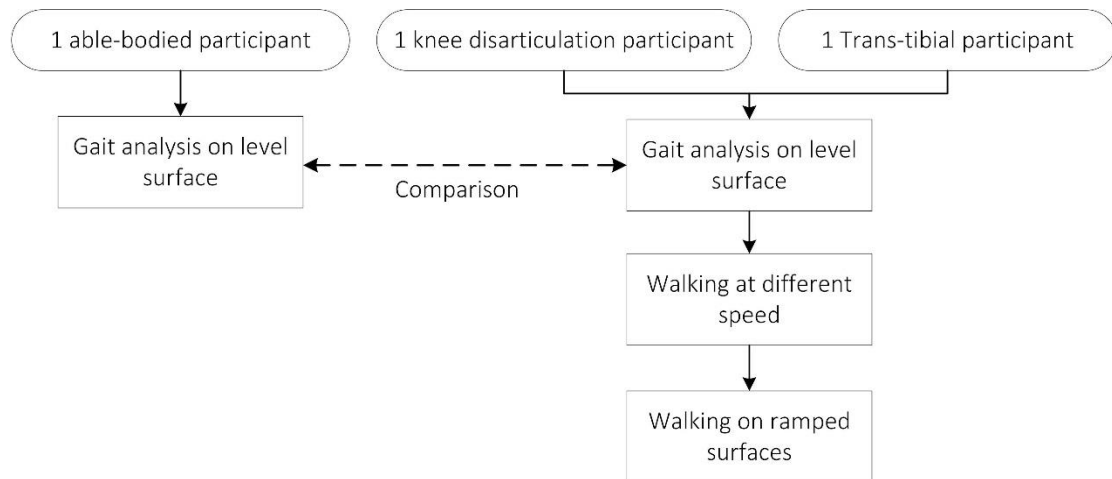 1 able-bodied participant
1 knee disarticulation participant
1 Trans-tibial participant
Gait analysis on level
surface
Comparison
Gait analysis on level
surface
Walking at different
speed
Walking on ramped
surfaces